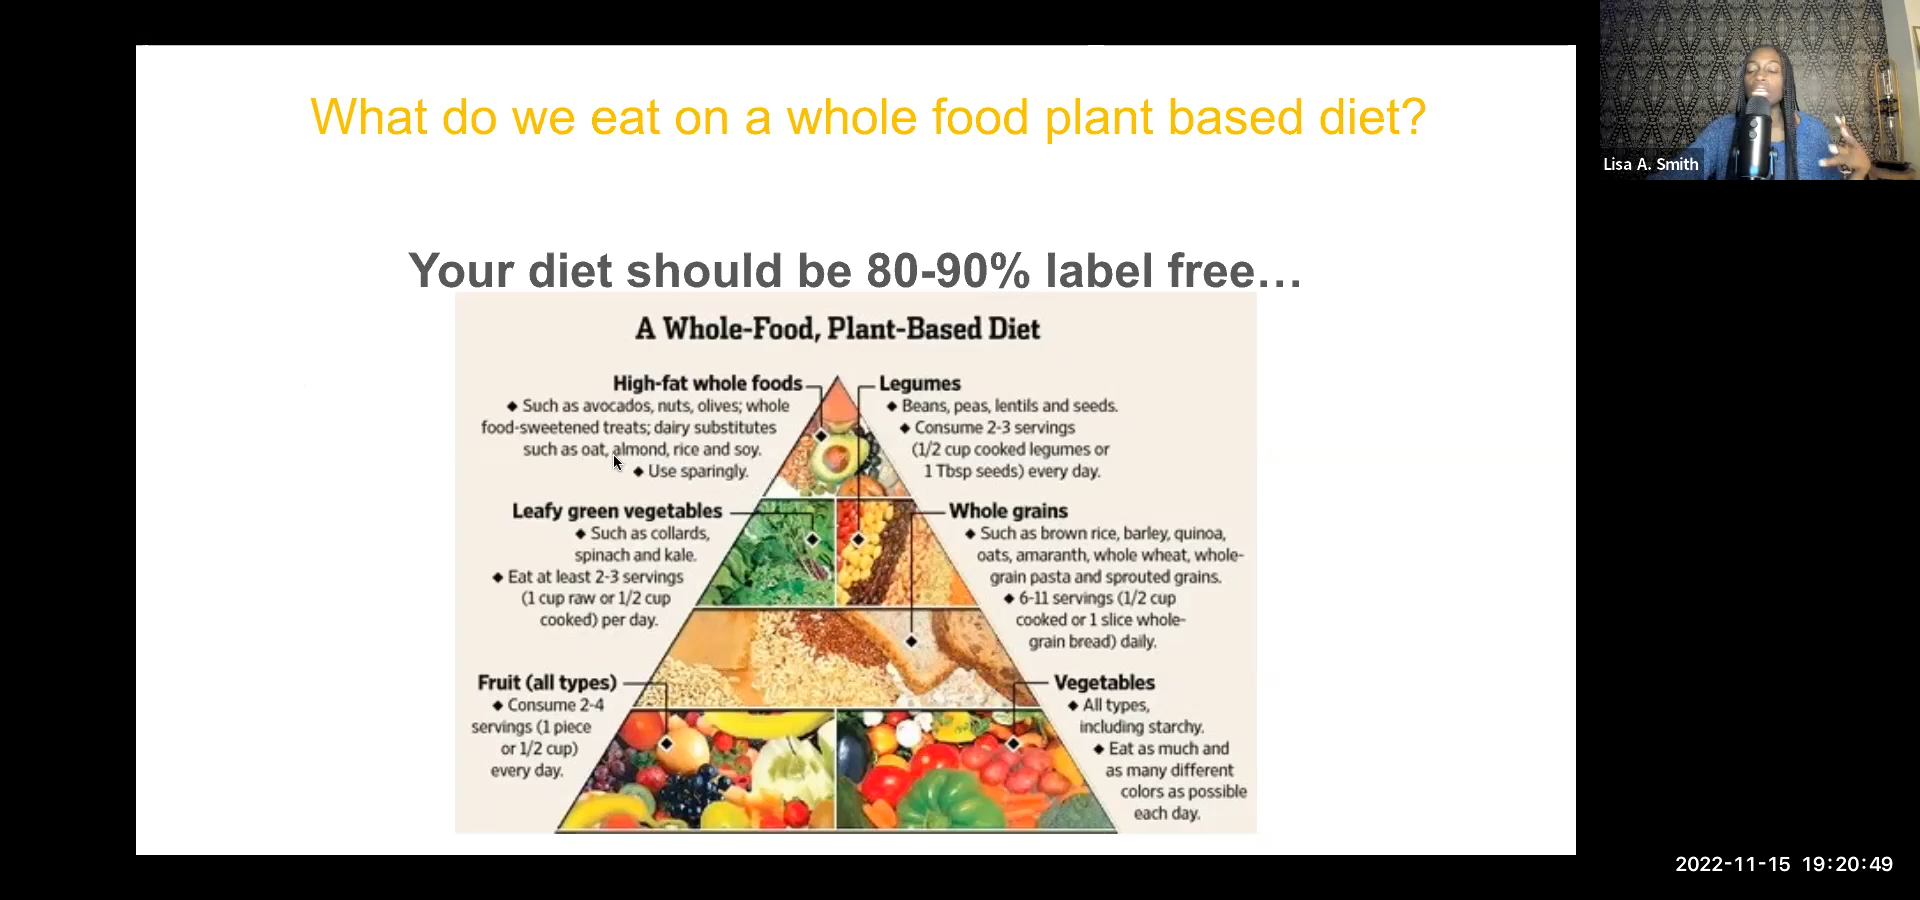 What do we eat on a whole food plant based diet?
Lisa A. Smith
Your diet should be 80-90% label free…
A Whole-Food, Plant-Based Diet
High-fat whole foods
◆ Such as avocados, nuts, olives; whole
food-sweetened treats; dairy substitutes
such as oat, almond, rice and soy.
◆ Use sparingly.
Legumes
◆ Beans, peas, lentils and seeds.
◆ Consume 2-3 servings
(1/2 cup cooked legumes or
1 Tbsp seeds) every day.
Leafy green vegetables
◆ Such as collards,
spinach and kale.
◆ Eat at least 2-3 servings
(1 cup raw or 1/2 cup
cooked) per day.
Whole grains
◆ Such as brown rice, barley, quinoa,
oats, amaranth, whole wheat, whole-
grain pasta and sprouted grains.
◆ 6-11 servings (1/2 cup
cooked or 1 slice whole-
grain bread) daily.
Fruit (all types)
◆ Consume 2-4
servings (1 piece
or 1/2 cup)
every day.
Vegetables
◆ All types,
including starchy.
◆ Eat as much and
as many different
colors as possible
each day.
2022-11-15 19:20:49